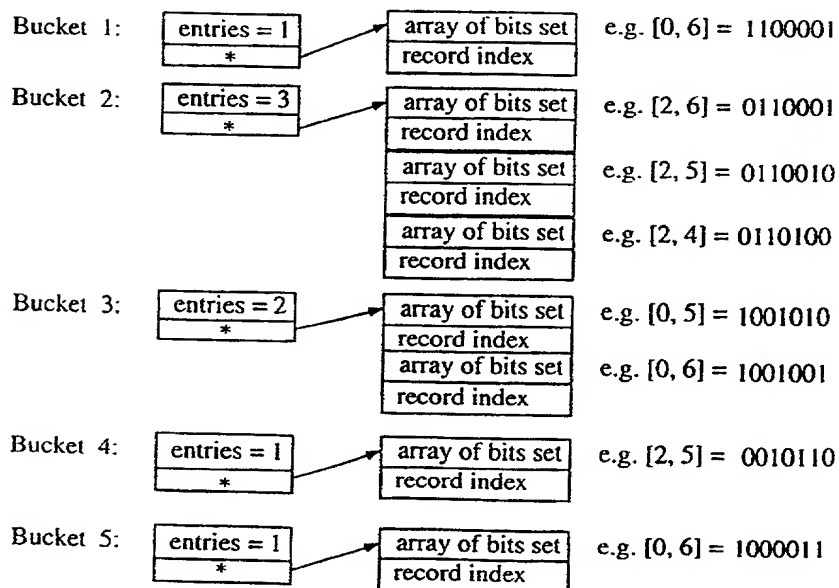 Bucket 1: entries = 1 array of bits set e.g. [0, 6] = 1100001
* record index
Bucket 2: entries = 3 array of bits set e.g. [2, 6] = 0110001
* record index
array of bits set e.g. [2, 5] = 0110010
record index
array of bits set e.g. [2, 4] = 0110100
record index
Bucket 3: entries = 2 array of bits set e.g. [0, 5] = 1001010
* record index
array of bits set e.g. [0, 6] = 1001001
record index
Bucket 4: entries = 1 array of bits set e.g. [2, 5] = 0010110
* record index
Bucket 5: entries = 1 array of bits set e.g. [0, 6] = 1000011
* record index